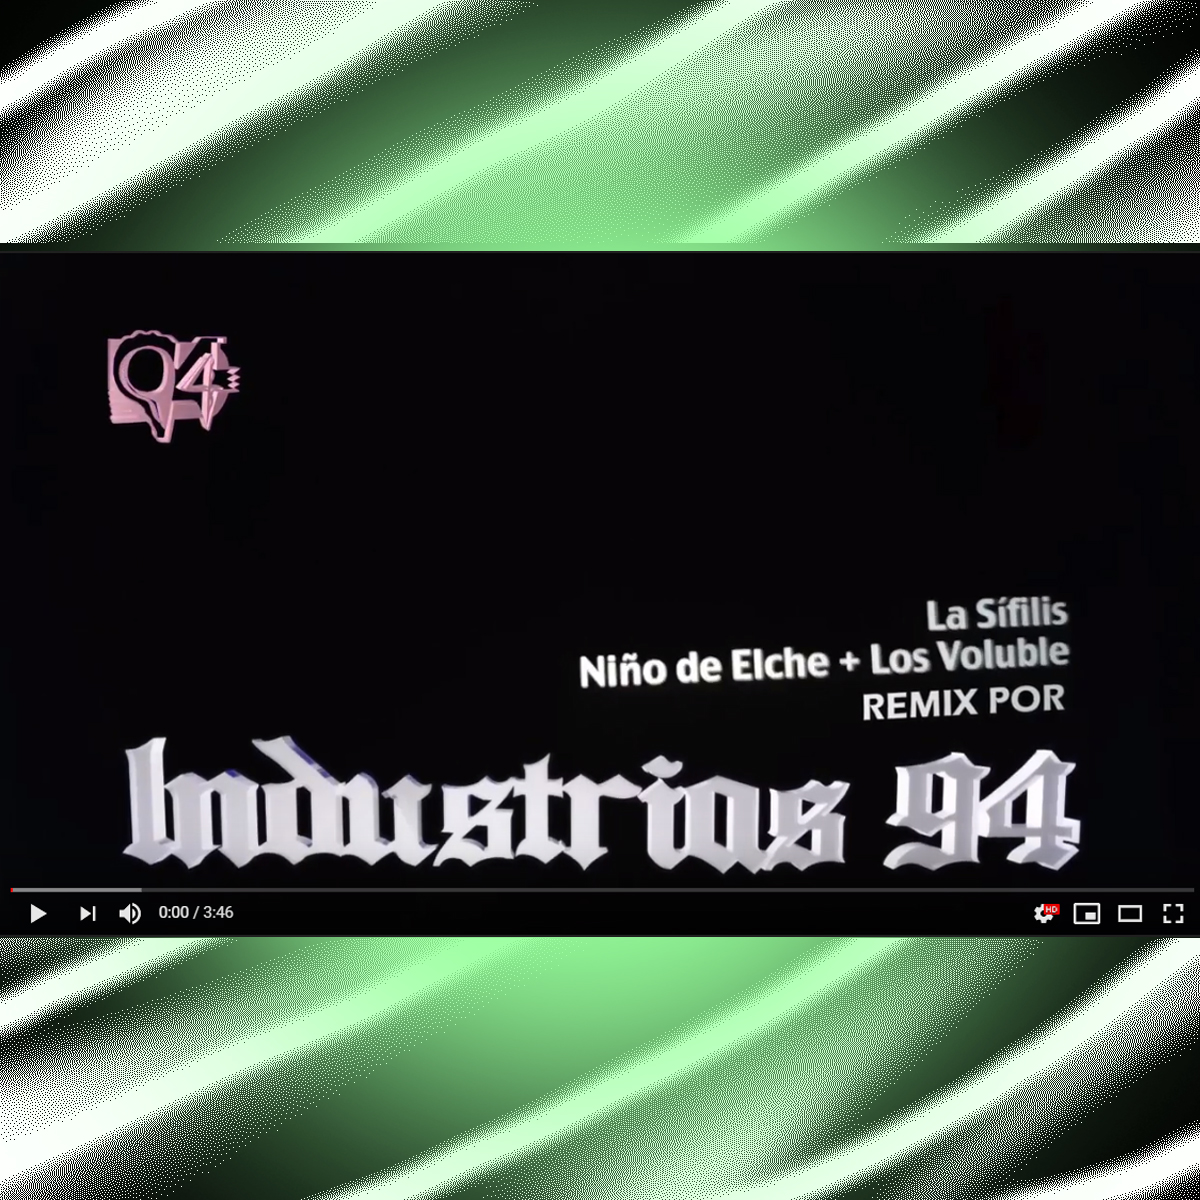 94
La Sífilis
Niño de Elche + Los Voluble
REMIX POR
Industrias 94
0:00 / 3:46
HD